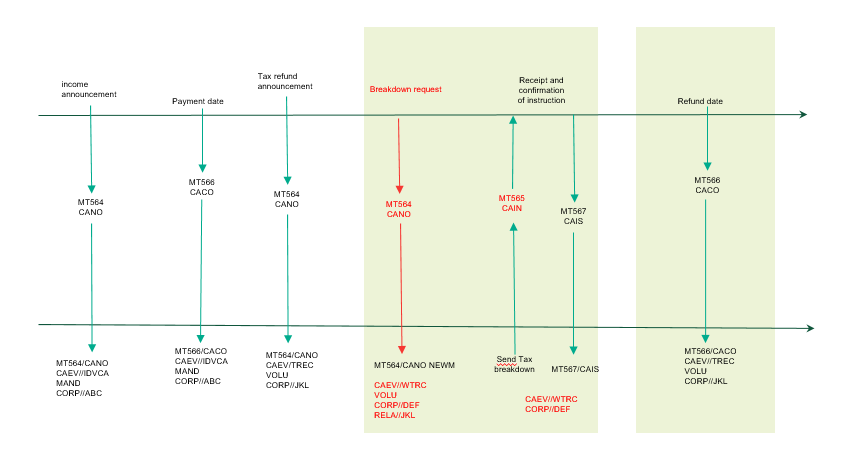 income
announcement
Payment date
Tax refund
announcement
Breakdown request
Receipt and
confirmation
of instruction
Refund date
MT564
CANO
MT566
CACO
MT564
CANO
MT564
CANO
MT565
CAIN
MT567
CAIS
MT566
CACO
MT564/CANO
CAEV//IDVCA
MAND
CORP//ABC
MT566/CACO
CAEV//IDVCA
MAND
CORP//ABC
MT564/CANO
CAEV/TREC
VOLU
CORP//JKL
MT564/CANO NEWM
CAEV//WTRC
VOLU
CORP//DEF
RELA//JKL
Send Tax
breakdown
MT567/CAIS
CAEV//WTRC
CORP//DEF
MT566/CACO
CAEV//TREC
VOLU
CORP//JKL